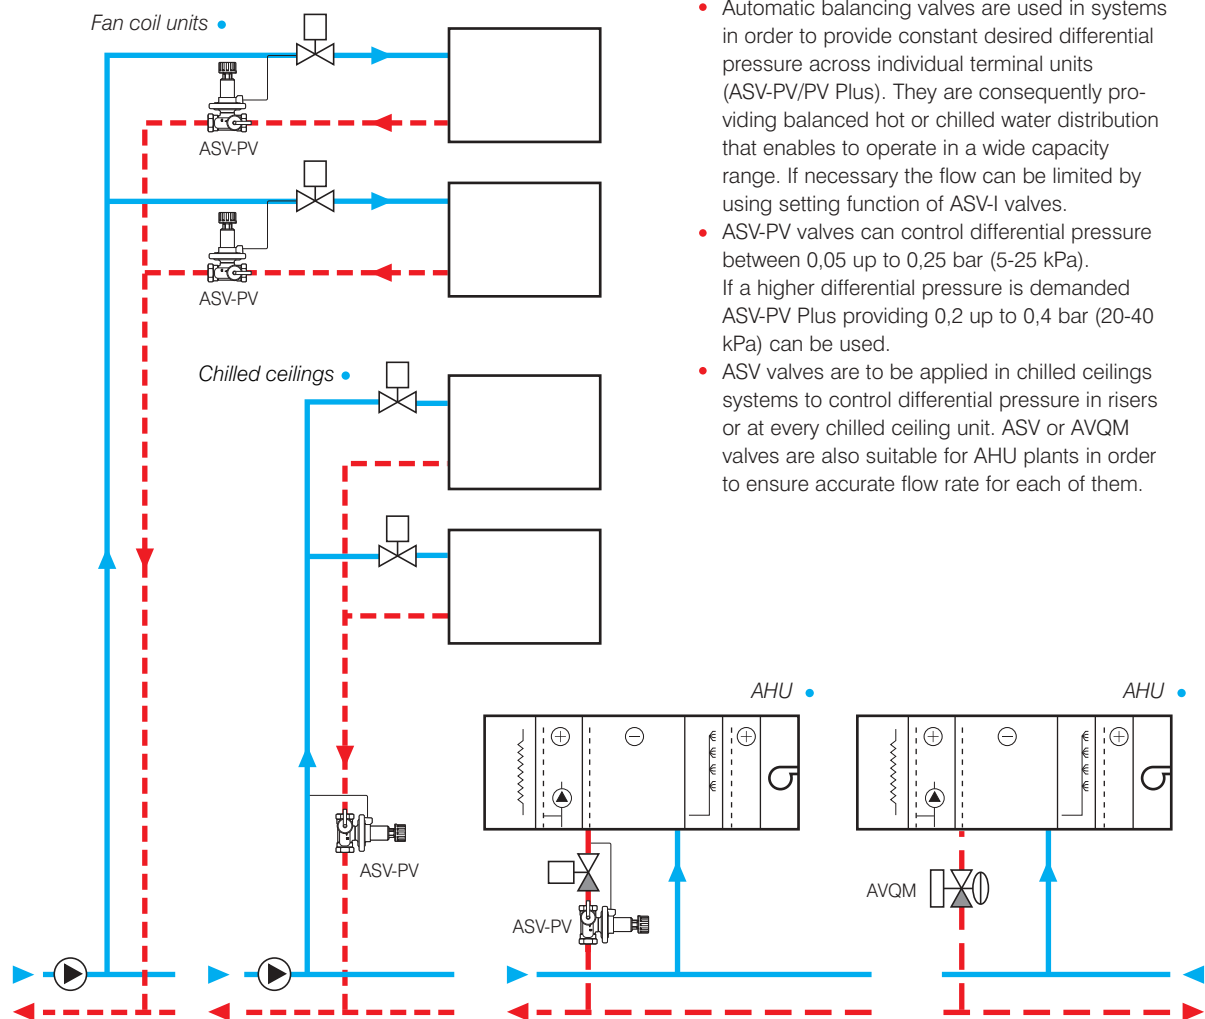 Fan coil units
ASV-PV
ASV-PV
Chilled ceilings
ASV-PV
• Automatic balancing valves are used in systems
in order to provide constant desired differential
pressure across individual terminal units
(ASV-PV/PV Plus). They are consequently pro-
viding balanced hot or chilled water distribution
that enables to operate in a wide capacity
range. If necessary the flow can be limited by
using setting function of ASV-I valves.
• ASV-PV valves can control differential pressure
between 0,05 up to 0,25 bar (5-25 kPa).
If a higher differential pressure is demanded
ASV-PV Plus providing 0,2 up to 0,4 bar (20-40
kPa) can be used.
• ASV valves are to be applied in chilled ceilings
systems to control differential pressure in risers
or at every chilled ceiling unit. ASV or AVQM
valves are also suitable for AHU plants in order
to ensure accurate flow rate for each of them.
AHU
AHU
ASV-PV
AVQM